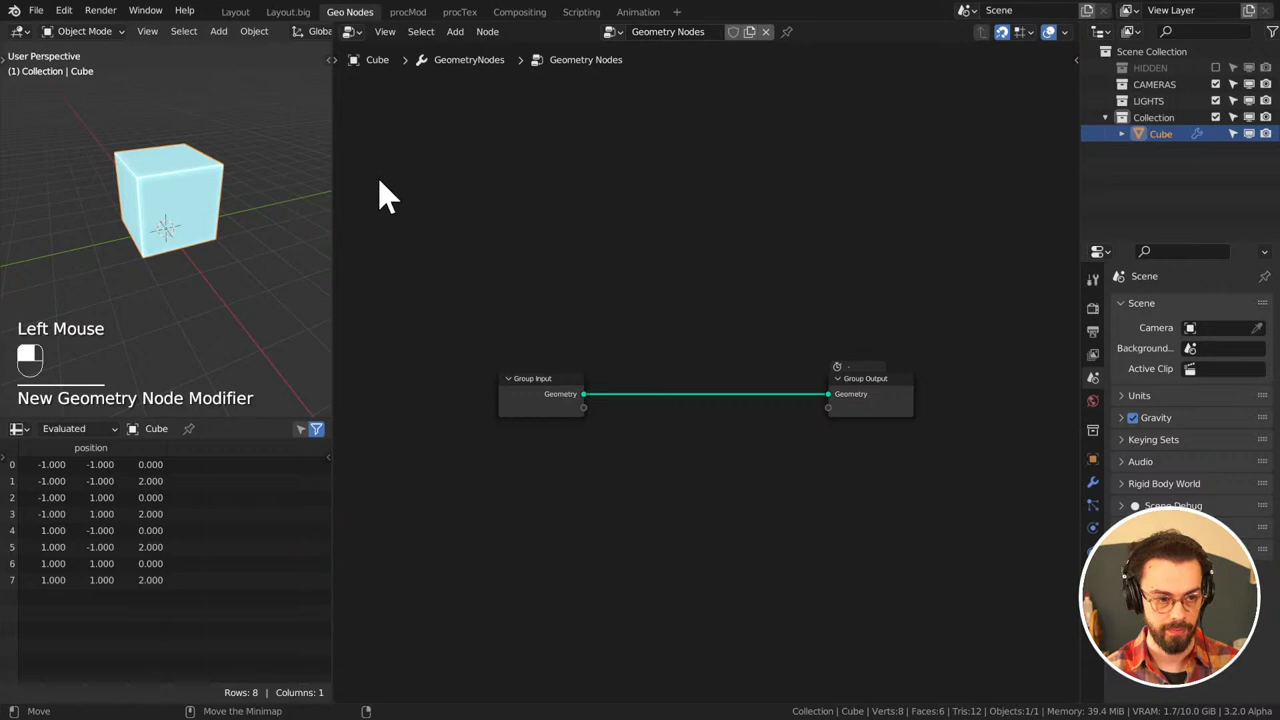 File Edit Render Window Help Layout Layout.big Geo Nodes procMod procTex Compositing Scripting Animation + Scene View Layer
Object Mode View Select Add Object Globa
View Select Add Node Geometry Nodes
User Perspective
(1) Collection | Cube
Cube > Geometry​Nodes > Geometry Nodes
Scene Collection
HIDDEN
CAMERAS
LIGHTS
Collection
Cube
Left Mouse
New Geometry Node Modifier
Group Input
Geometry
Group Output
Geometry
Scene
Scene
Camera
Background...
Active Clip
Units
Gravity
Keying Sets
Audio
Rigid Body World
Scene Debug
Evaluated Cube
position
0 -1.000 -1.000 0.000
1 -1.000 -1.000 2.000
2 -1.000 1.000 0.000
3 -1.000 1.000 2.000
4 1.000 -1.000 0.000
5 1.000 -1.000 2.000
6 1.000 1.000 0.000
7 1.000 1.000 2.000
Rows: 8 | Columns: 1
Move Move the Minimap Collection | Cube | Verts:8 | Faces:6 | Tris:12 | Objects:1/1 | Memory: 39.4 MiB | VRAM: 1.7/10.0 GiB | 3.2.0 Alpha